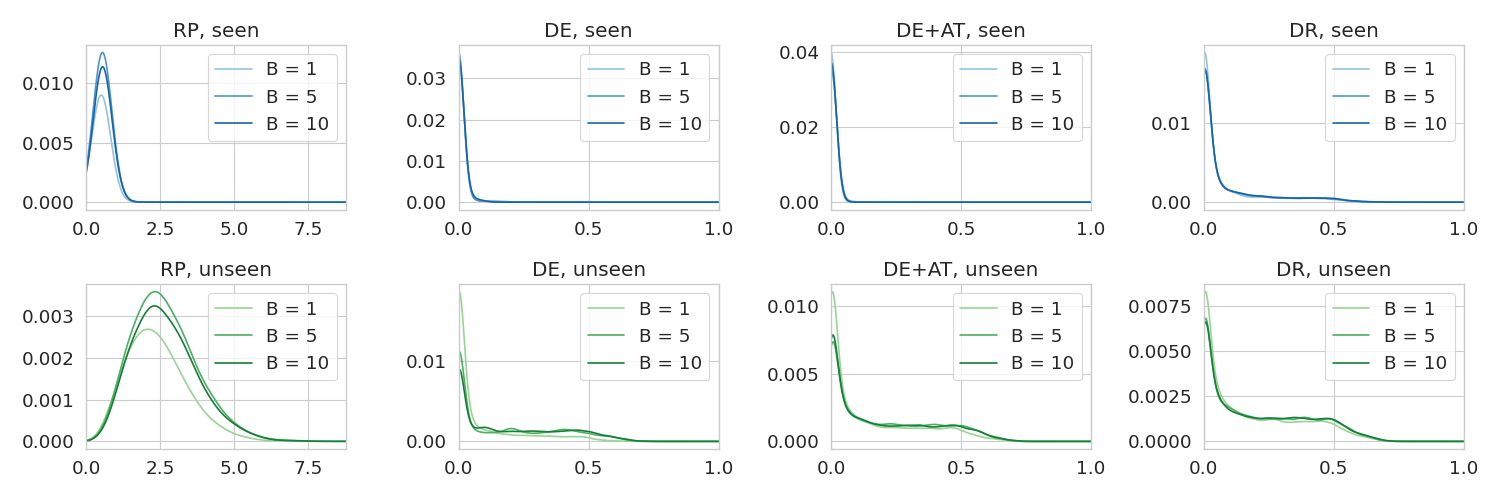 RP, seen
B = 1
B = 5
B = 10
0.010
0.005
0.000
0.0 2.5 5.0 7.5
DE, seen
B = 1
B = 5
B = 10
0.03
0.02
0.01
0.00
0.0 0.5 1.0
DE+AT, seen
B = 1
B = 5
B = 10
0.04
0.02
0.00
0.0 0.5 1.0
DR, seen
B = 1
B = 5
B = 10
0.01
0.00
0.0 0.5 1.0
RP, unseen
B = 1
B = 5
B = 10
0.003
0.002
0.001
0.000
0.0 2.5 5.0 7.5
DE, unseen
B = 1
B = 5
B = 10
0.01
0.00
0.0 0.5 1.0
DE+AT, unseen
B = 1
B = 5
B = 10
0.010
0.005
0.000
0.0 0.5 1.0
DR, unseen
B = 1
B = 5
B = 10
0.0075
0.0050
0.0025
0.0000
0.0 0.5 1.0